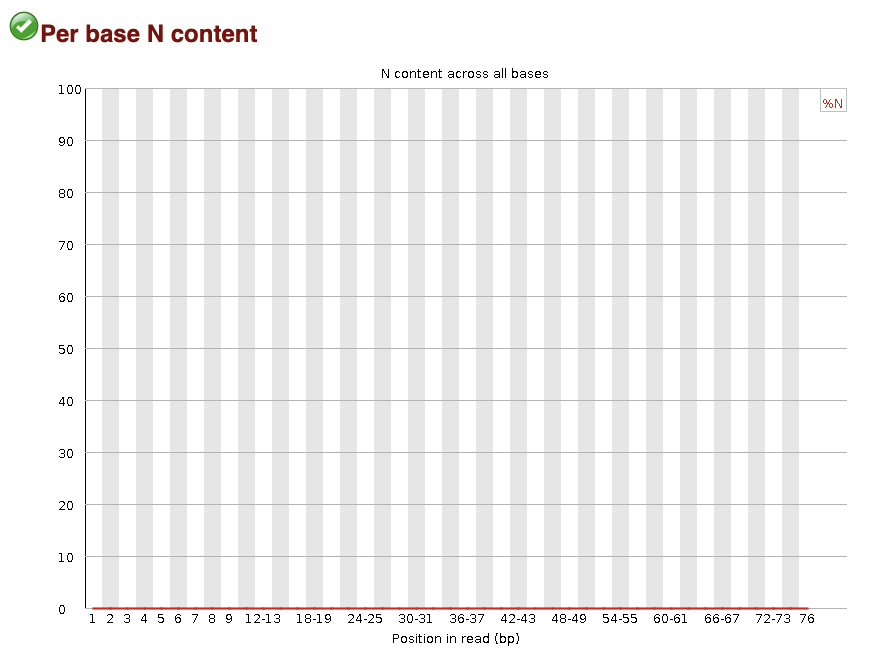 Per base N content
N content across all bases
100
%N
90
80
70
60
50
40
30
20
10
0
1 2 3 4 5 6 7 8 9 12-13 18-19 24-25 30-31 36-37 42-43 48-49 54-55 60-61 66-67 72-73 76
Position in read (bp)